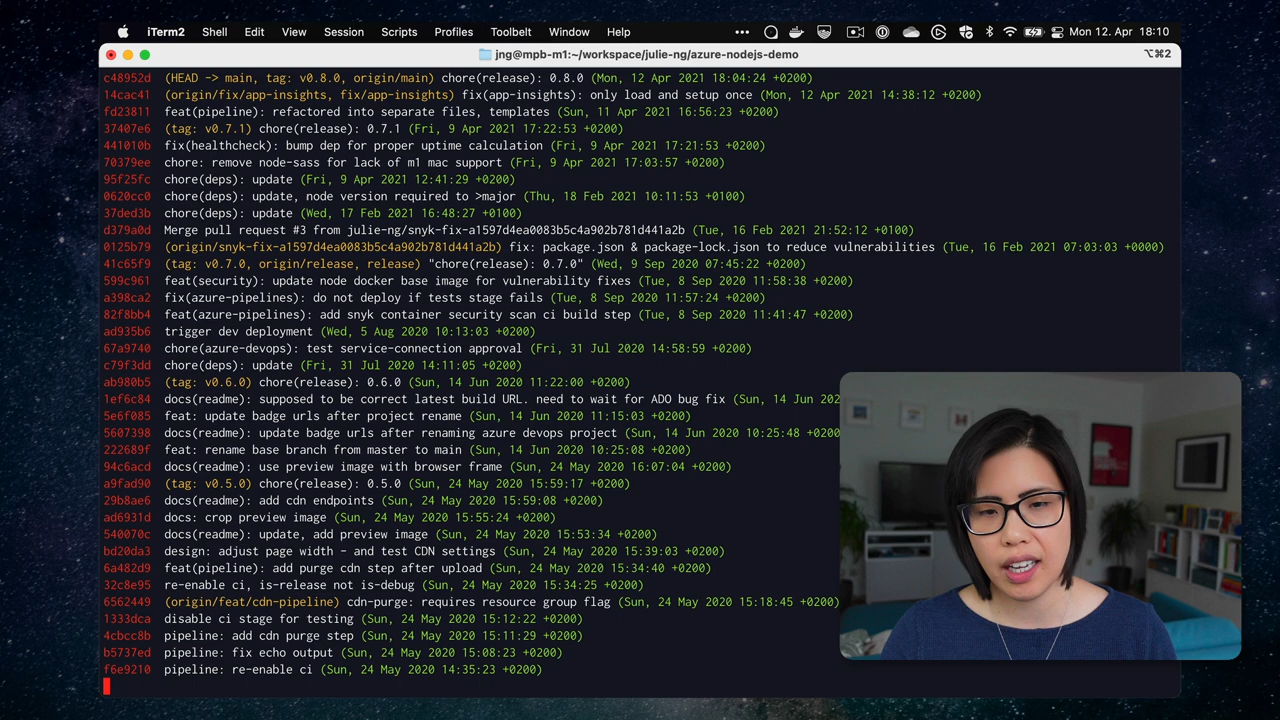 iTerm2 Shell Edit View Session Scripts Profiles Toolbelt Window Help Mon 12. Apr 18:10
jng@mpb-m1:~/workspace/julie-ng/azure-nodejs-demo ⌥⌘2
c48952d (HEAD -> main, tag: v0.8.0, origin/main) chore(release): 0.8.0 (Mon, 12 Apr 2021 18:04:24 +0200)
14cac41 (origin/fix/app-insights, fix/app-insights) fix(app-insights): only load and setup once (Mon, 12 Apr 2021 14:38:12 +0200)
fd23811 feat(pipeline): refactored into separate files, templates (Sun, 11 Apr 2021 16:56:23 +0200)
37407e6 (tag: v0.7.1) chore(release): 0.7.1 (Fri, 9 Apr 2021 17:22:53 +0200)
441010b fix(healthcheck): bump dep for proper uptime calculation (Fri, 9 Apr 2021 17:21:53 +0200)
70379ee chore: remove node-sass for lack of m1 mac support (Fri, 9 Apr 2021 17:03:57 +0200)
95f25fc chore(deps): update (Fri, 9 Apr 2021 12:41:29 +0200)
0620cc0 chore(deps): update, node version required to >major (Thu, 18 Feb 2021 10:11:53 +0100)
37ded3b chore(deps): update (Wed, 17 Feb 2021 16:48:27 +0100)
d379a0d Merge pull request #3 from julie-ng/snyk-fix-a1597d4ea0083b5c4a902b781d441a2b (Tue, 16 Feb 2021 21:52:12 +0100)
0125b79 (origin/snyk-fix-a1597d4ea0083b5c4a902b781d441a2b) fix: package.json & package-lock.json to reduce vulnerabilities (Tue, 16 Feb 2021 07:03:03 +0000)
41c65f9 (tag: v0.7.0, origin/release, release) "chore(release): 0.7.0" (Wed, 9 Sep 2020 07:45:22 +0200)
599c961 feat(security): update node docker base image for vulnerability fixes (Tue, 8 Sep 2020 11:58:38 +0200)
a398ca2 fix(azure-pipelines): do not deploy if tests stage fails (Tue, 8 Sep 2020 11:57:24 +0200)
82f8bb4 feat(azure-pipelines): add snyk container security scan ci build step (Tue, 8 Sep 2020 11:41:47 +0200)
ad935b6 trigger dev deployment (Wed, 5 Aug 2020 10:13:03 +0200)
67a9740 chore(azure-devops): test service-connection approval (Fri, 31 Jul 2020 14:58:59 +0200)
c79f3dd chore(deps): update (Fri, 31 Jul 2020 14:11:05 +0200)
ab980b5 (tag: v0.6.0) chore(release): 0.6.0 (Sun, 14 Jun 2020 11:22:00 +0200)
1ef6c84 docs(readme): supposed to be correct latest build URL. need to wait for ADO bug fix (Sun, 14 Jun 202
5e6f085 feat: update badge urls after project rename (Sun, 14 Jun 2020 11:15:03 +0200)
5607398 docs(readme): update badge urls after renaming azure devops project (Sun, 14 Jun 2020 10:25:48 +0200
222689f feat: rename base branch from master to main (Sun, 14 Jun 2020 10:25:08 +0200)
94c6acd docs(readme): use preview image with browser frame (Sun, 24 May 2020 16:07:04 +0200)
a9fad90 (tag: v0.5.0) chore(release): 0.5.0 (Sun, 24 May 2020 15:59:17 +0200)
29b8ae6 docs(readme): add cdn endpoints (Sun, 24 May 2020 15:59:08 +0200)
ad6931d docs: crop preview image (Sun, 24 May 2020 15:55:24 +0200)
540070c docs(readme): update, add preview image (Sun, 24 May 2020 15:53:34 +0200)
bd20da3 design: adjust page width - and test CDN settings (Sun, 24 May 2020 15:39:03 +0200)
6a482d9 feat(pipeline): add purge cdn step after upload (Sun, 24 May 2020 15:34:40 +0200)
32c8e95 re-enable ci, is-release not is-debug (Sun, 24 May 2020 15:34:25 +0200)
6562449 (origin/feat/cdn-pipeline) cdn-purge: requires resource group flag (Sun, 24 May 2020 15:18:45 +0200)
1333dca disable ci stage for testing (Sun, 24 May 2020 15:12:22 +0200)
4cbcc8b pipeline: add cdn purge step (Sun, 24 May 2020 15:11:29 +0200)
b5737ed pipeline: fix echo output (Sun, 24 May 2020 15:08:23 +0200)
f6e9210 pipeline: re-enable ci (Sun, 24 May 2020 14:35:23 +0200)